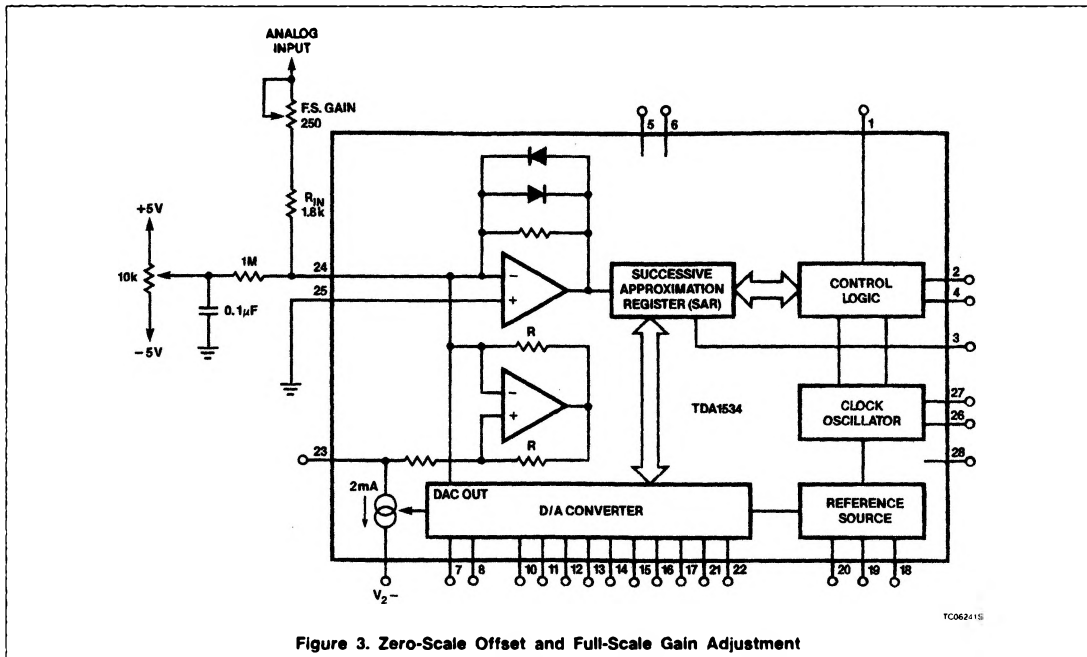 ANALOG
INPUT
F.S. GAIN
250
5
6
1
R_IN
1.8k
+5V
10k
-5V
1M
0.1μF
24
25
-
+
SUCCESSIVE
APPROXIMATION
REGISTER (SAR)
CONTROL
LOGIC
2
4
3
R
-
+
R
TDA1534
CLOCK
OSCILLATOR
27
26
28
23
2mA
DAC OUT
D/A CONVERTER
REFERENCE
SOURCE
V2-
7
8
10
11
12
13
14
15
16
17
21
22
20
19
18
TC06241S
Figure 3. Zero-Scale Offset and Full-Scale Gain Adjustment